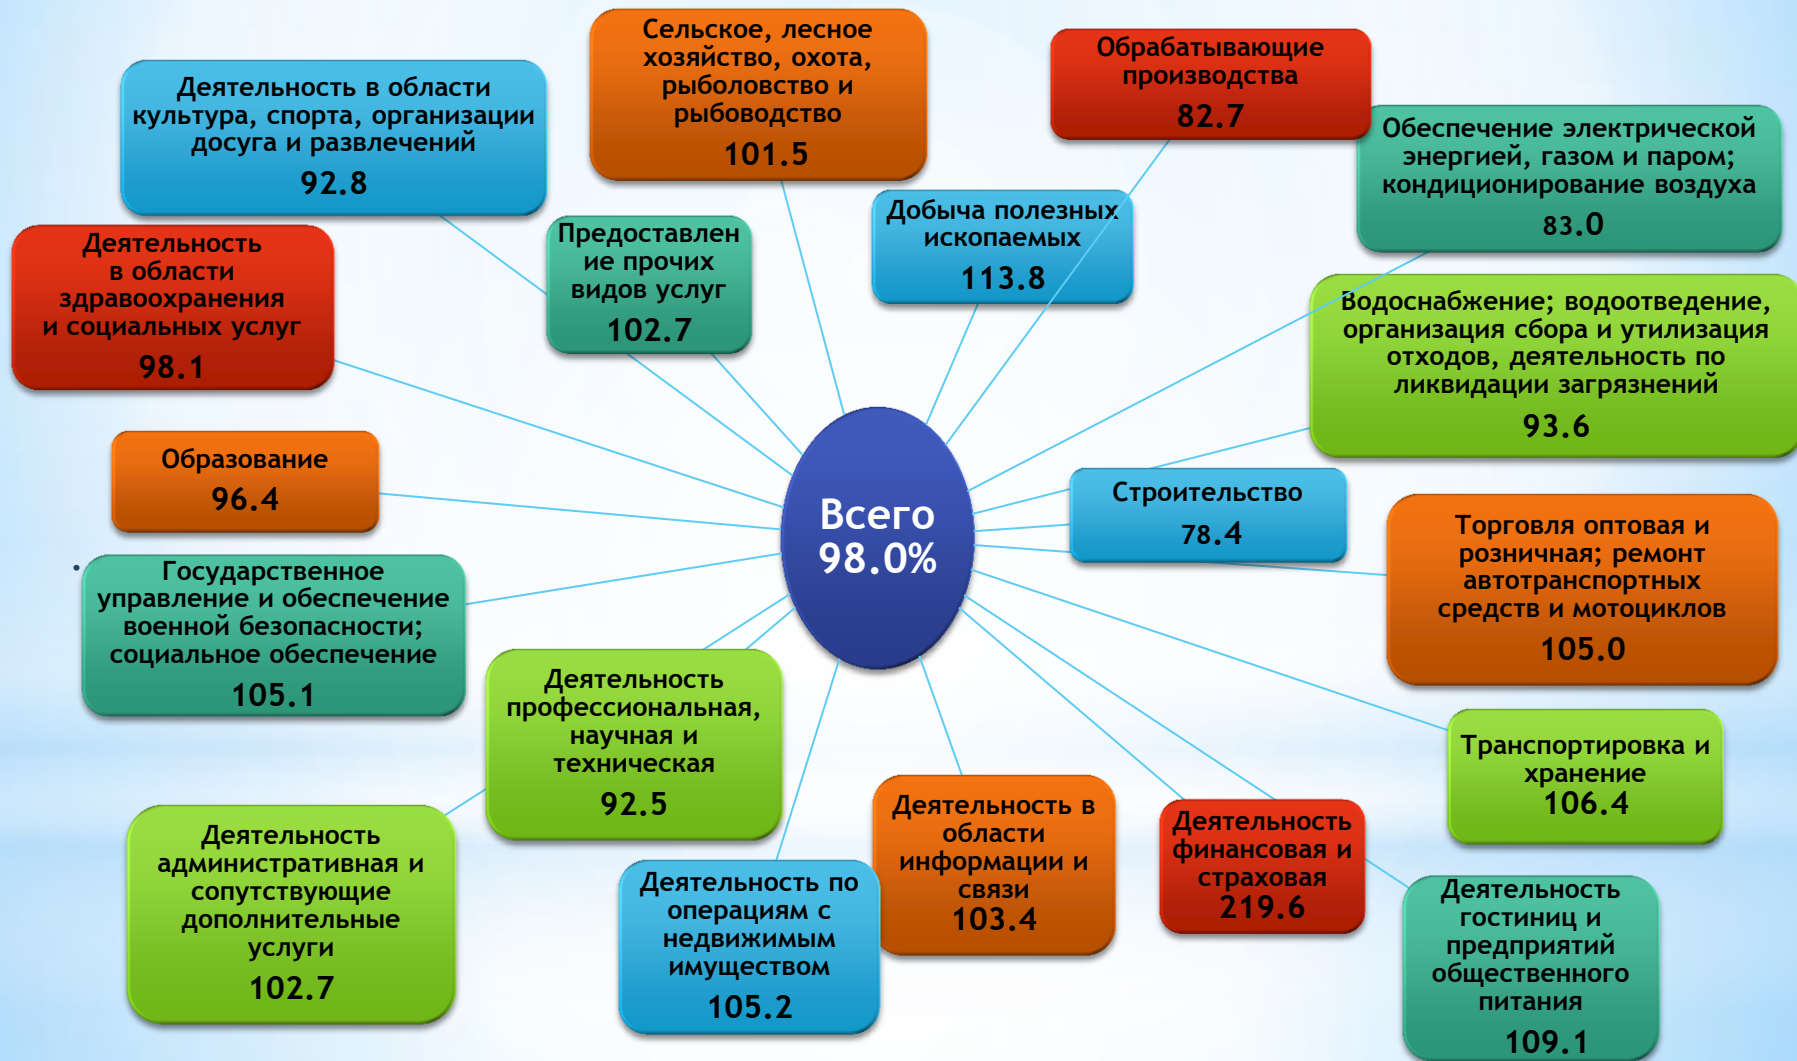 Сельское, лесное
хозяйство, охота,
рыболовство и
рыбоводство
101.5
Обрабатывающие
производства
82.7
Деятельность в области
культура, спорта, организации
досуга и развлечений
92.8
Обеспечение электрической
энергией, газом и паром;
кондиционирование воздуха
83.0
Добыча полезных
ископаемых
113.8
Предоставлен
ие прочих
видов услуг
102.7
Деятельность
в области
здравоохранения
и социальных услуг
98.1
Водоснабжение; водоотведение,
организация сбора и утилизация
отходов, деятельность по
ликвидации загрязнений
93.6
Образование
96.4
Всего
98.0%
Строительство
78.4
Торговля оптовая и
розничная; ремонт
автотранспортных
средств и мотоциклов
105.0
Государственное
управление и обеспечение
военной безопасности;
социальное обеспечение
105.1
Деятельность
профессиональная,
научная и
техническая
92.5
Транспортировка и
хранение
106.4
Деятельность
административная и
сопутствующие
дополнительные
услуги
102.7
Деятельность по
операциям с
недвижимым
имуществом
105.2
Деятельность в
области
информации и
связи
103.4
Деятельность
финансовая и
страховая
219.6
Деятельность
гостиниц и
предприятий
общественного
питания
109.1